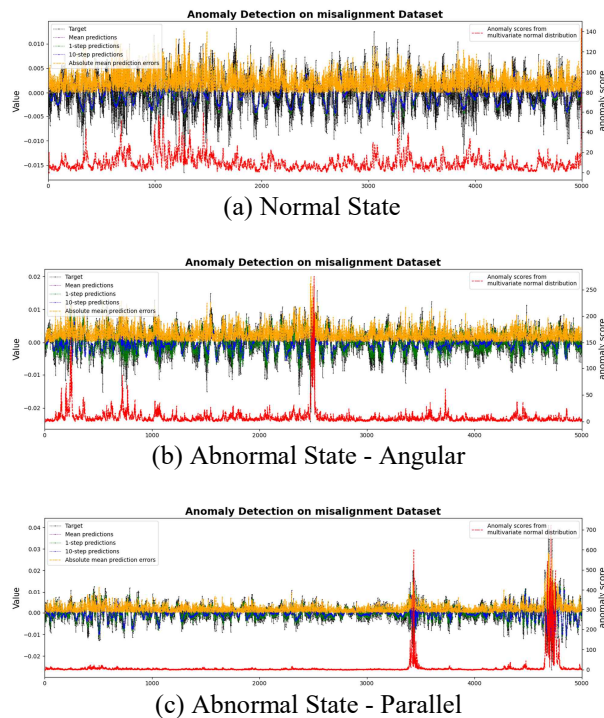 Anomaly Detection on misalignment Dataset
Target
Mean predictions
1-step predictions
10-step predictions
Absolute mean prediction errors
Anomaly scores from
multivariate normal distribution
0.010
0.005
0.000
−0.005
−0.010
−0.015
Value
140
120
100
80
60
40
20
0
anomaly score
0 1000 2000 3000 4000 5000
(a) Normal State
Anomaly Detection on misalignment Dataset
Target
Mean predictions
1-step predictions
10-step predictions
Absolute mean prediction errors
Anomaly scores from
multivariate normal distribution
0.02
0.01
0.00
−0.01
−0.02
Value
250
200
150
100
50
0
anomaly score
0 1000 2000 3000 4000 5000
(b) Abnormal State - Angular
Anomaly Detection on misalignment Dataset
Target
Mean predictions
1-step predictions
10-step predictions
Absolute mean prediction errors
Anomaly scores from
multivariate normal distribution
0.04
0.03
0.02
0.01
0.00
−0.01
−0.02
Value
700
600
500
400
300
200
100
0
anomaly score
0 1000 2000 3000 4000 5000
(c) Abnormal State - Parallel